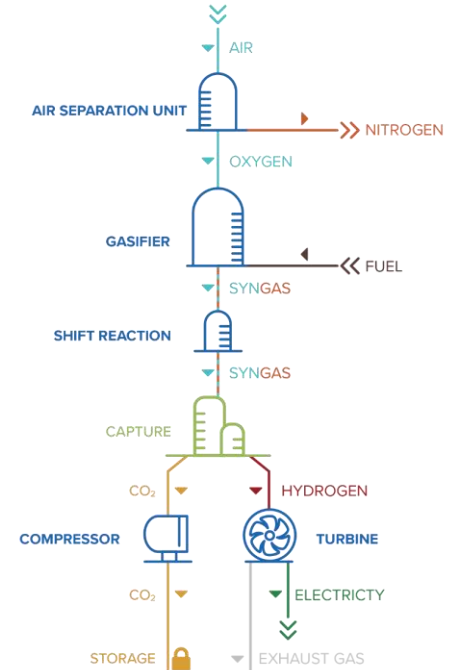 AIR
AIR SEPARATION UNIT
NITROGEN
OXYGEN
GASIFIER
FUEL
SYNGAS
SHIFT REACTION
SYNGAS
CAPTURE
CO₂
HYDROGEN
COMPRESSOR
TURBINE
CO₂
ELECTRICTY
STORAGE
EXHAUST GAS